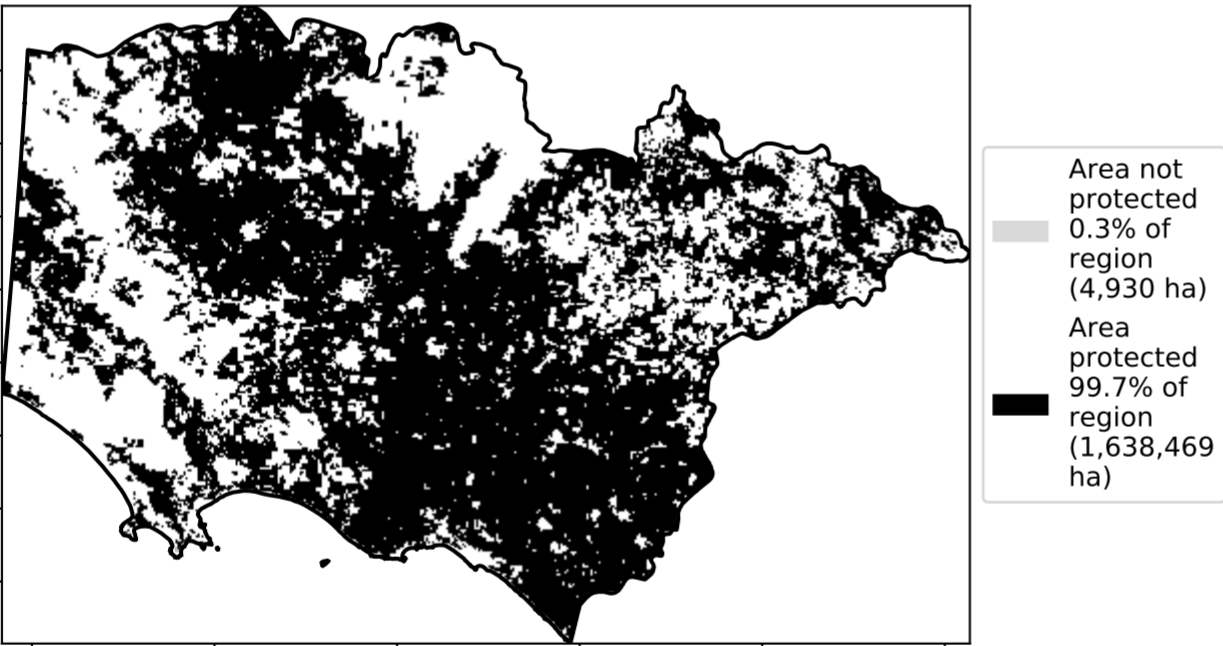 Area not
protected
0.3% of
region
(4,930 ha)
Area
protected
99.7% of
region
(1,638,469
ha)